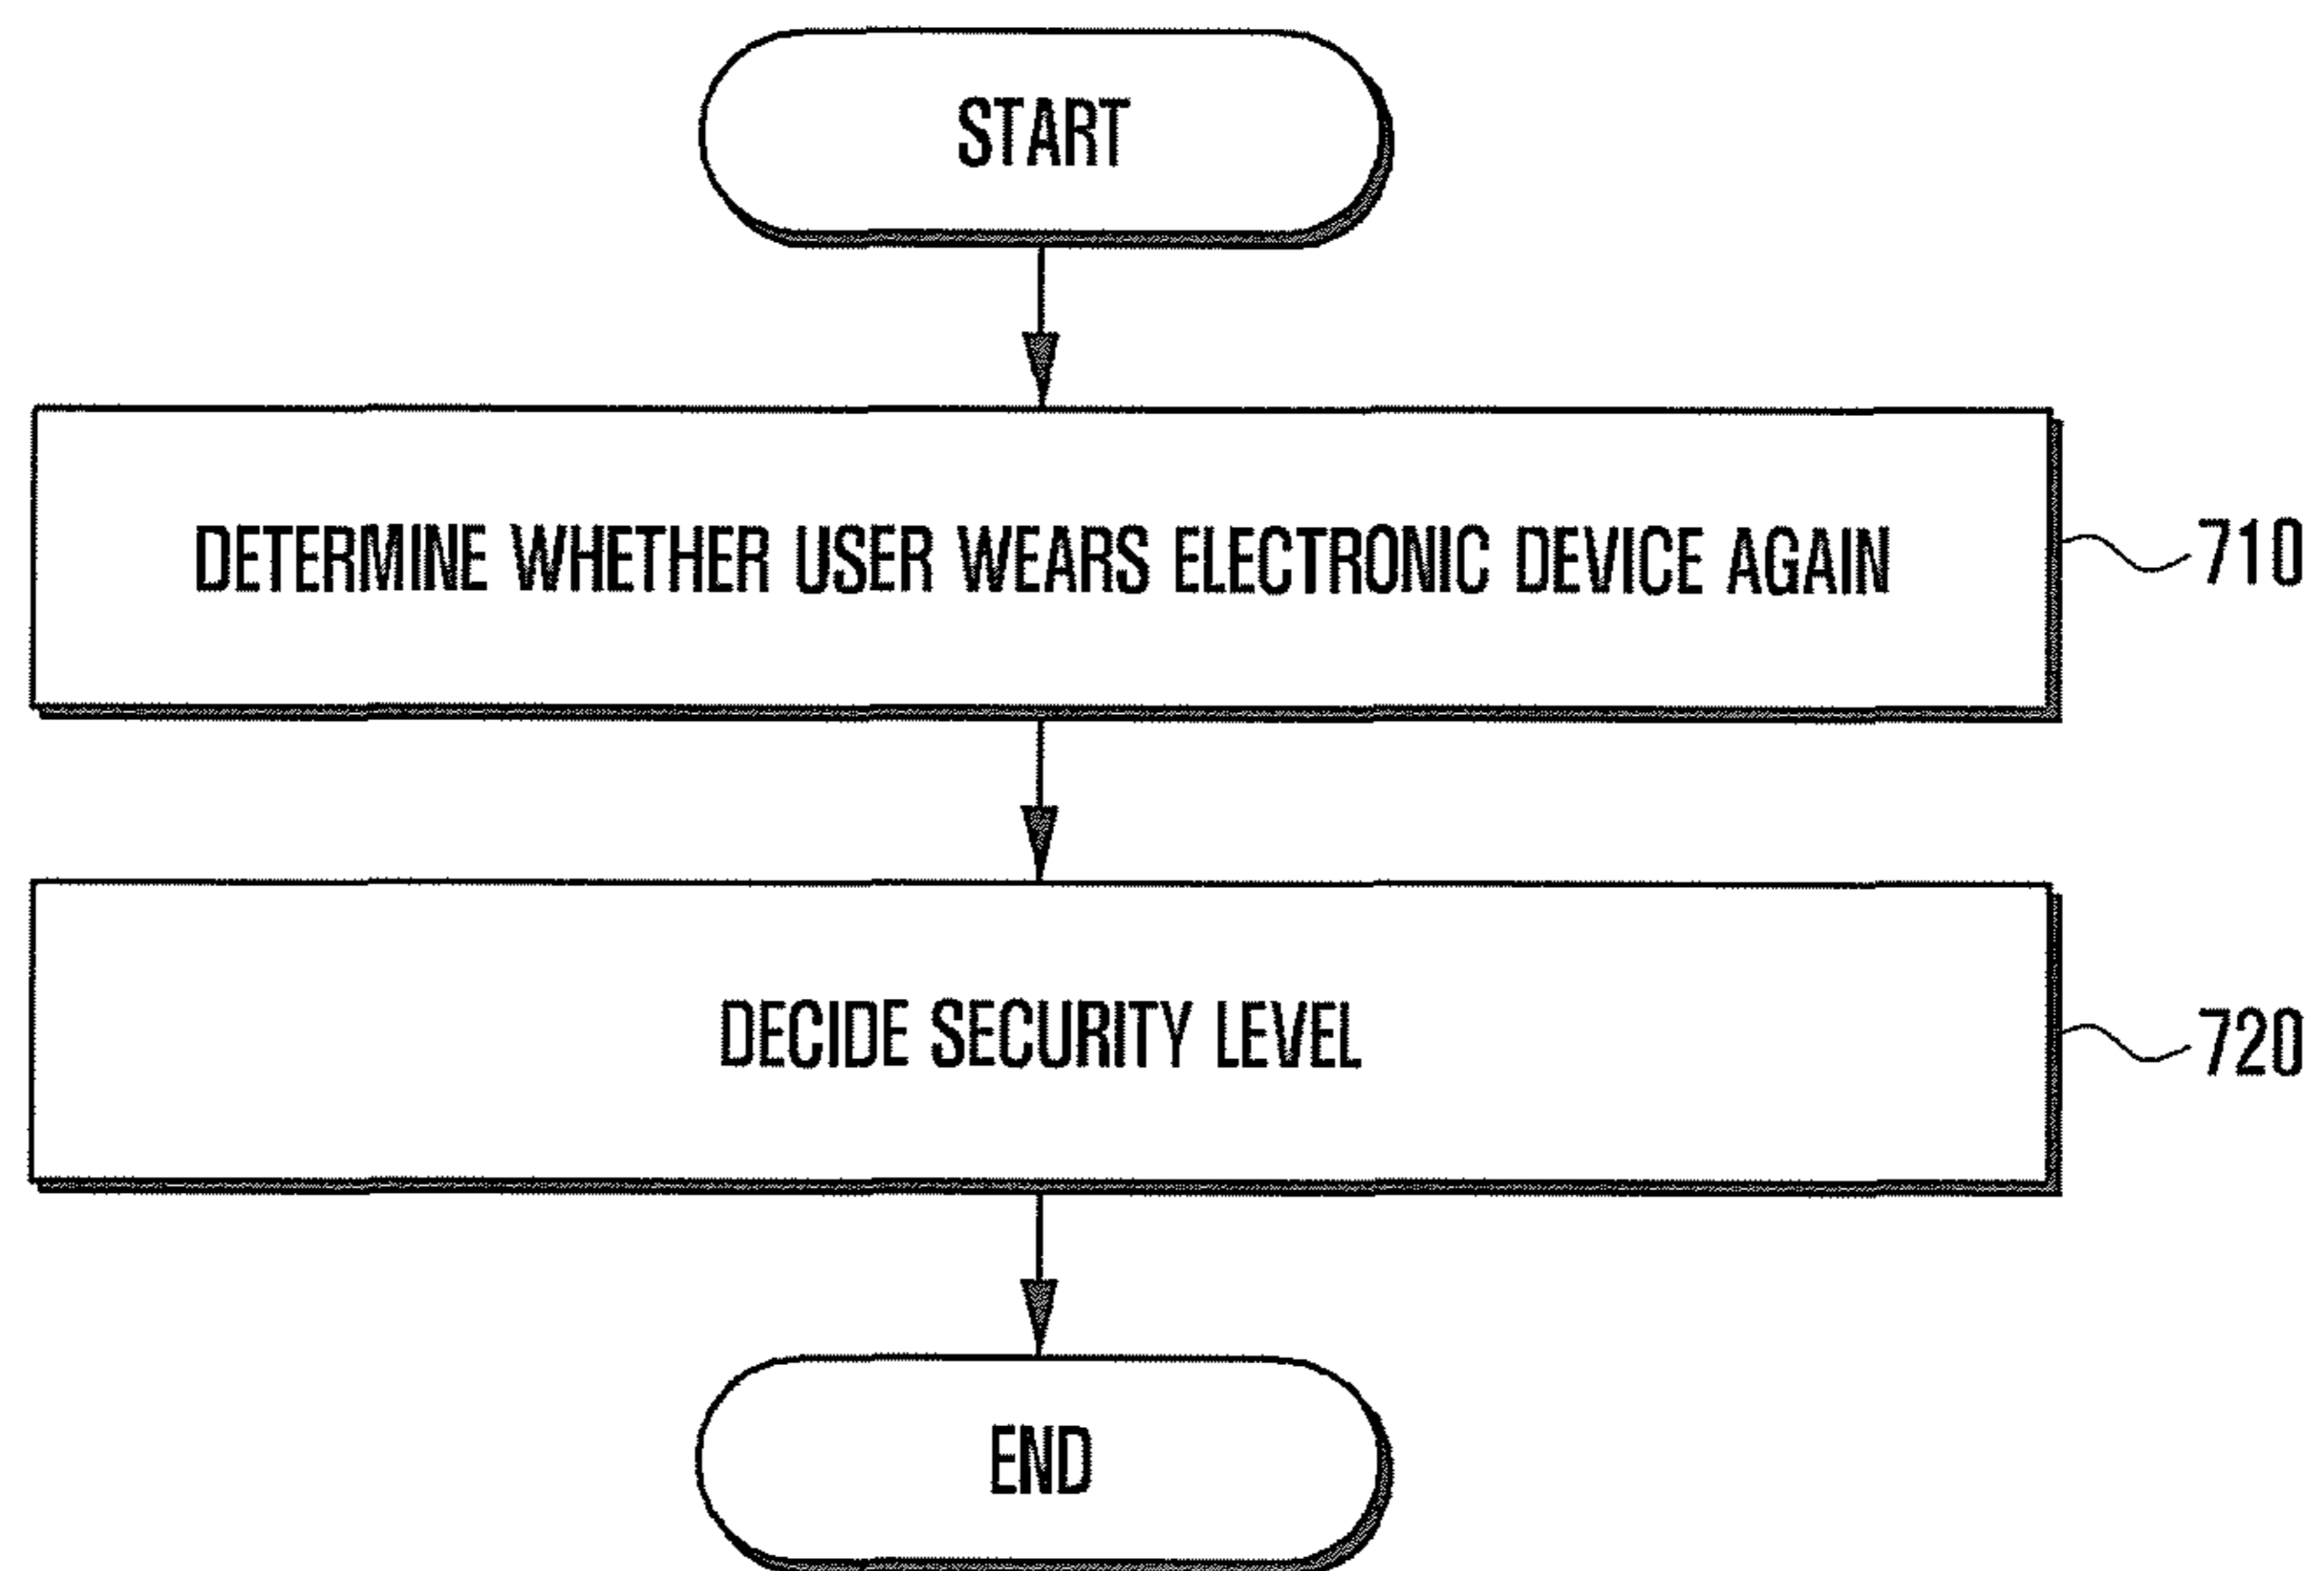 START
DETERMINE WHETHER USER WEARS ELECTRONIC DEVICE AGAIN
710
DECIDE SECURITY LEVEL
720
END